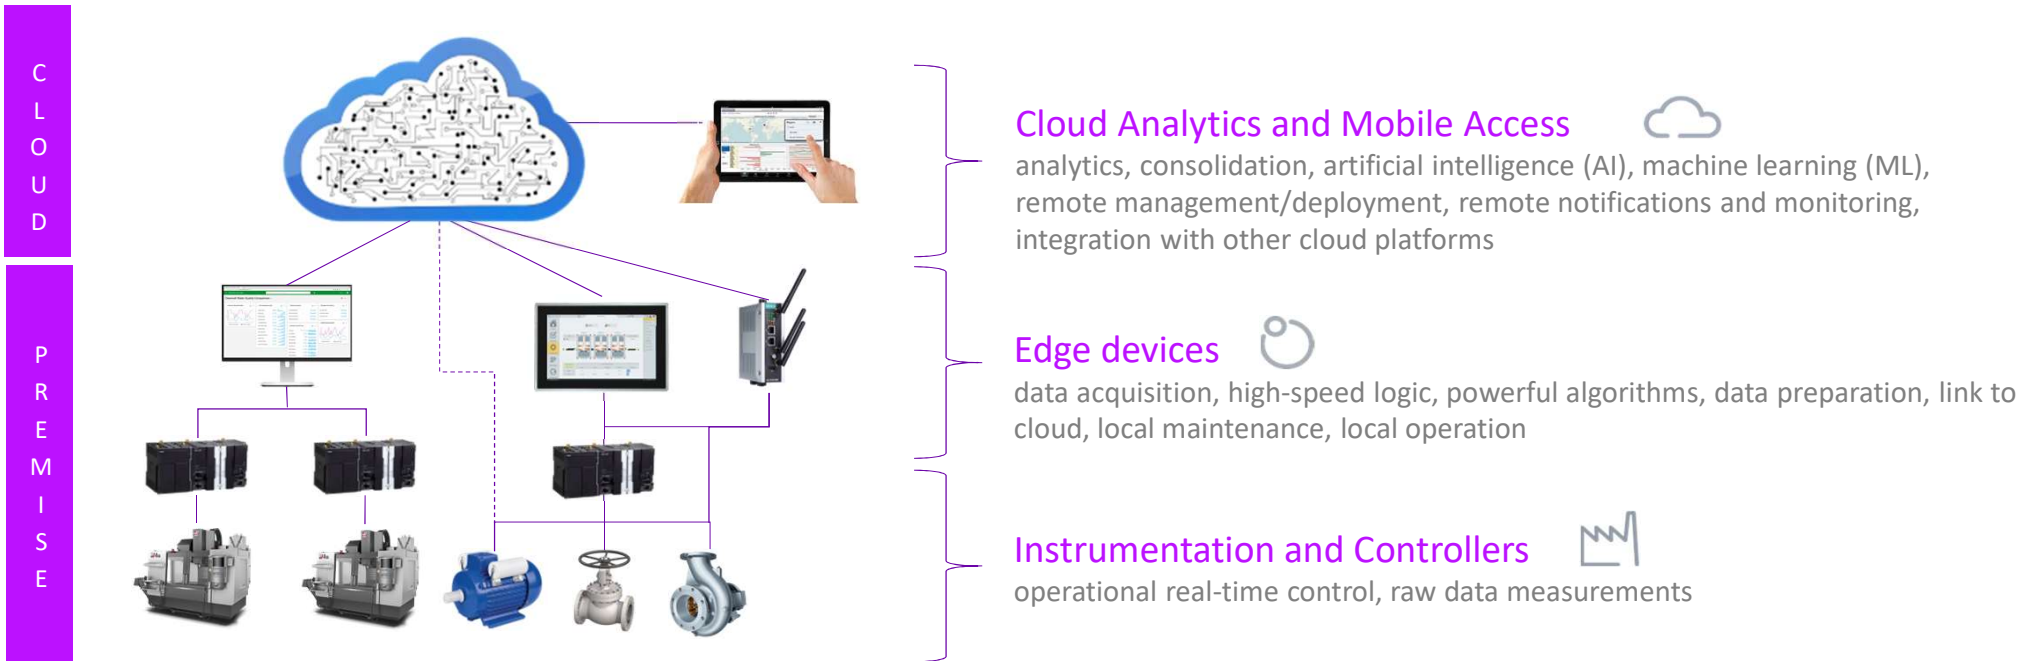 CLOUD
Cloud Analytics and Mobile Access
analytics, consolidation, artificial intelligence (AI), machine learning (ML),
remote management/deployment, remote notifications and monitoring,
integration with other cloud platforms
PREMISE
Edge devices
data acquisition, high-speed logic, powerful algorithms, data preparation, link to
cloud, local maintenance, local operation
Instrumentation and Controllers
operational real-time control, raw data measurements